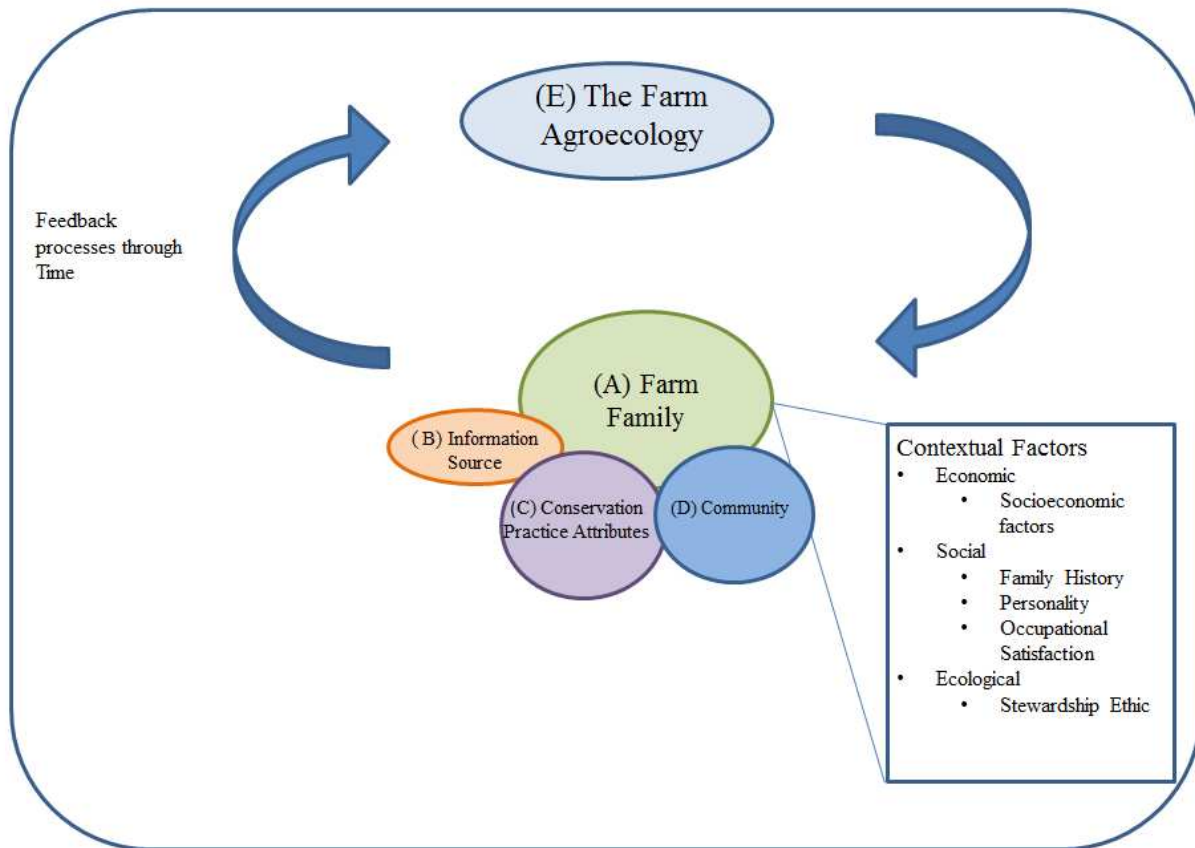 (E) The Farm
Agroecology
Feedback
processes through
Time
(A) Farm
Family
( B) Information
Source
(C) Conservation
Practice Attributes
(D) Community
Contextual Factors
• Economic
• Socioeconomic
factors
• Social
• Family History
• Personality
• Occupational
Satisfaction
• Ecological
• Stewardship Ethic